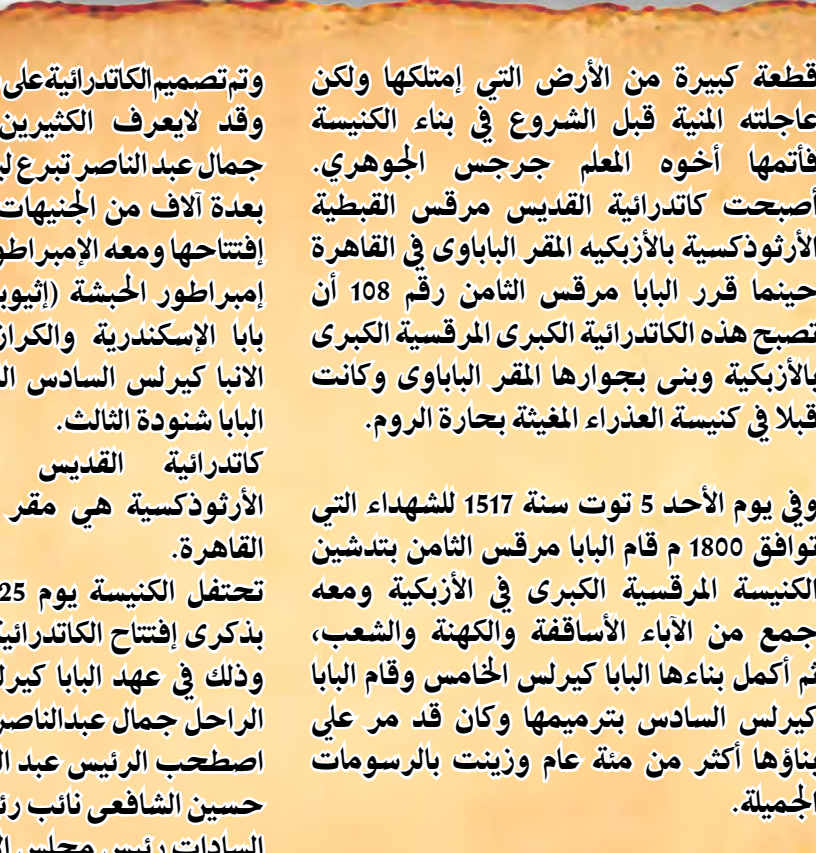 قطعة كبيرة من الأرض التي إمتلكها ولكن
عاجلته المنية قبل الشروع في بناء الكنيسة
فأتمها أخوه المعلم جرجس الجوهري.
أصبحت كاتدرائية القديس مرقس القبطية
الأرثوذكسية بالأزبكيه المقر الباباوى في القاهرة
حينما قرر البابا مرقس الثامن رقم 108 أن
تصبح هذه الكاتدرائية الكبرى المرقسية الكبرى
بالأزبكية وبنى بجوارها المقر الباباوى وكانت
قبلا في كنيسة العذراء المغيثة بحارة الروم.
وفي يوم الأحد 5 توت سنة 1517 للشهداء التي
توافق 1800 م قام البابا مرقس الثامن بتدشين
الكنيسة المرقسية الكبرى في الأزبكية ومعه
جمع من الآباء الأساقفة والكهنة والشعب،
ثم أكمل بناءها البابا كيرلس الخامس وقام البابا
كيرلس السادس بترميمها وكان قد مر علي
بناؤها أكثر من مئة عام وزينت بالرسومات
الجميلة.
وتم تصميم الكاتدرائية على
وقد لايعرف الكثيرين
جمال عبد الناصر تبرع
بعدة آلاف من الجنيهات
إفتتاحها ومعه
إمبراطور الحبشة
بابا الإسكندرية
الانبا كيرلس السادس
البابا شنودة الثالث.
كاتدرائية القديس
الأرثوذكسية هي مقر
القاهرة.
تحتفل الكنيسة يوم 25
بذكرى إفتتاح
وذلك في عهد البابا
الراحل جمال عبدالناصر
اصطحب الرئيس عبد
حسين الشافعى نائب
السادات رئيس مجلس